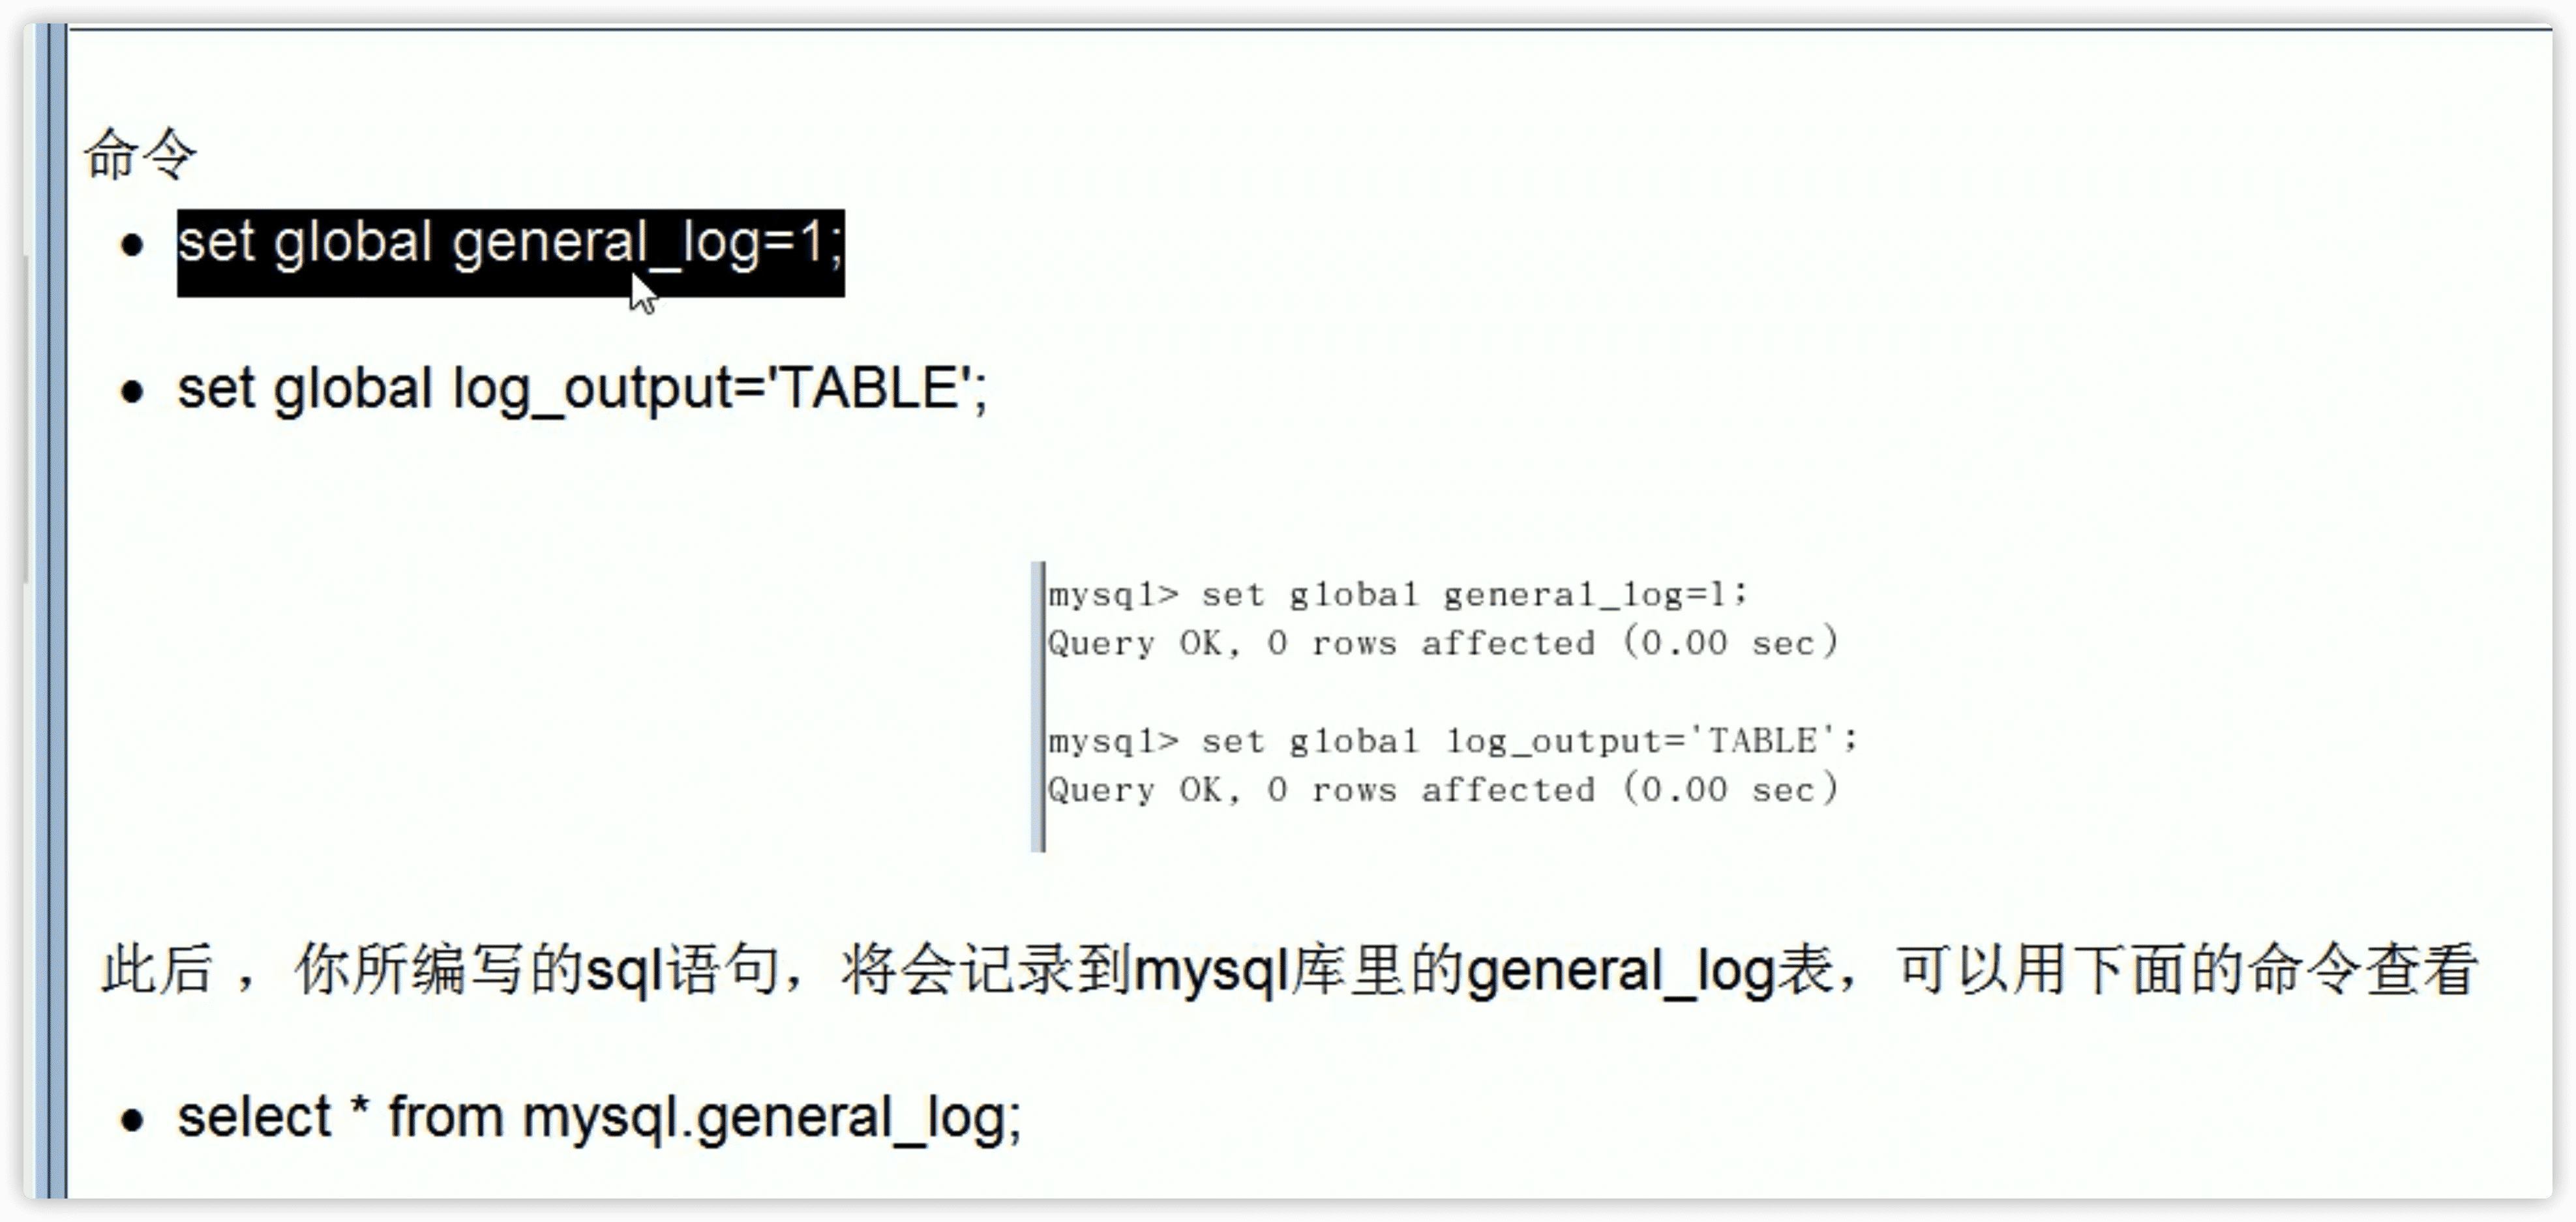 命令
● set global general_log=1;
● set global log_output='TABLE';
mysql> set global general_log=1;
Query OK, 0 rows affected (0.00 sec)
mysql> set global log_output='TABLE';
Query OK, 0 rows affected (0.00 sec)
此后 ，你所编写的sql语句，将会记录到mysql库里的general_log表，可以用下面的命令查看
● select * from mysql.general_log;